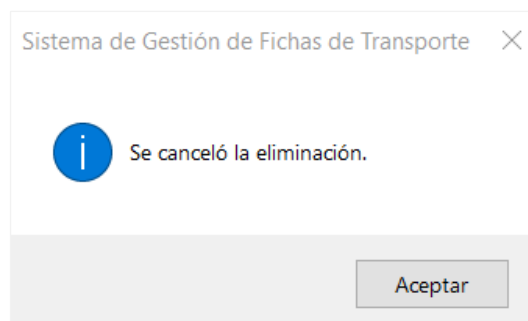 Sistema de Gestión de Fichas de Transporte
Se canceló la eliminación.
Aceptar